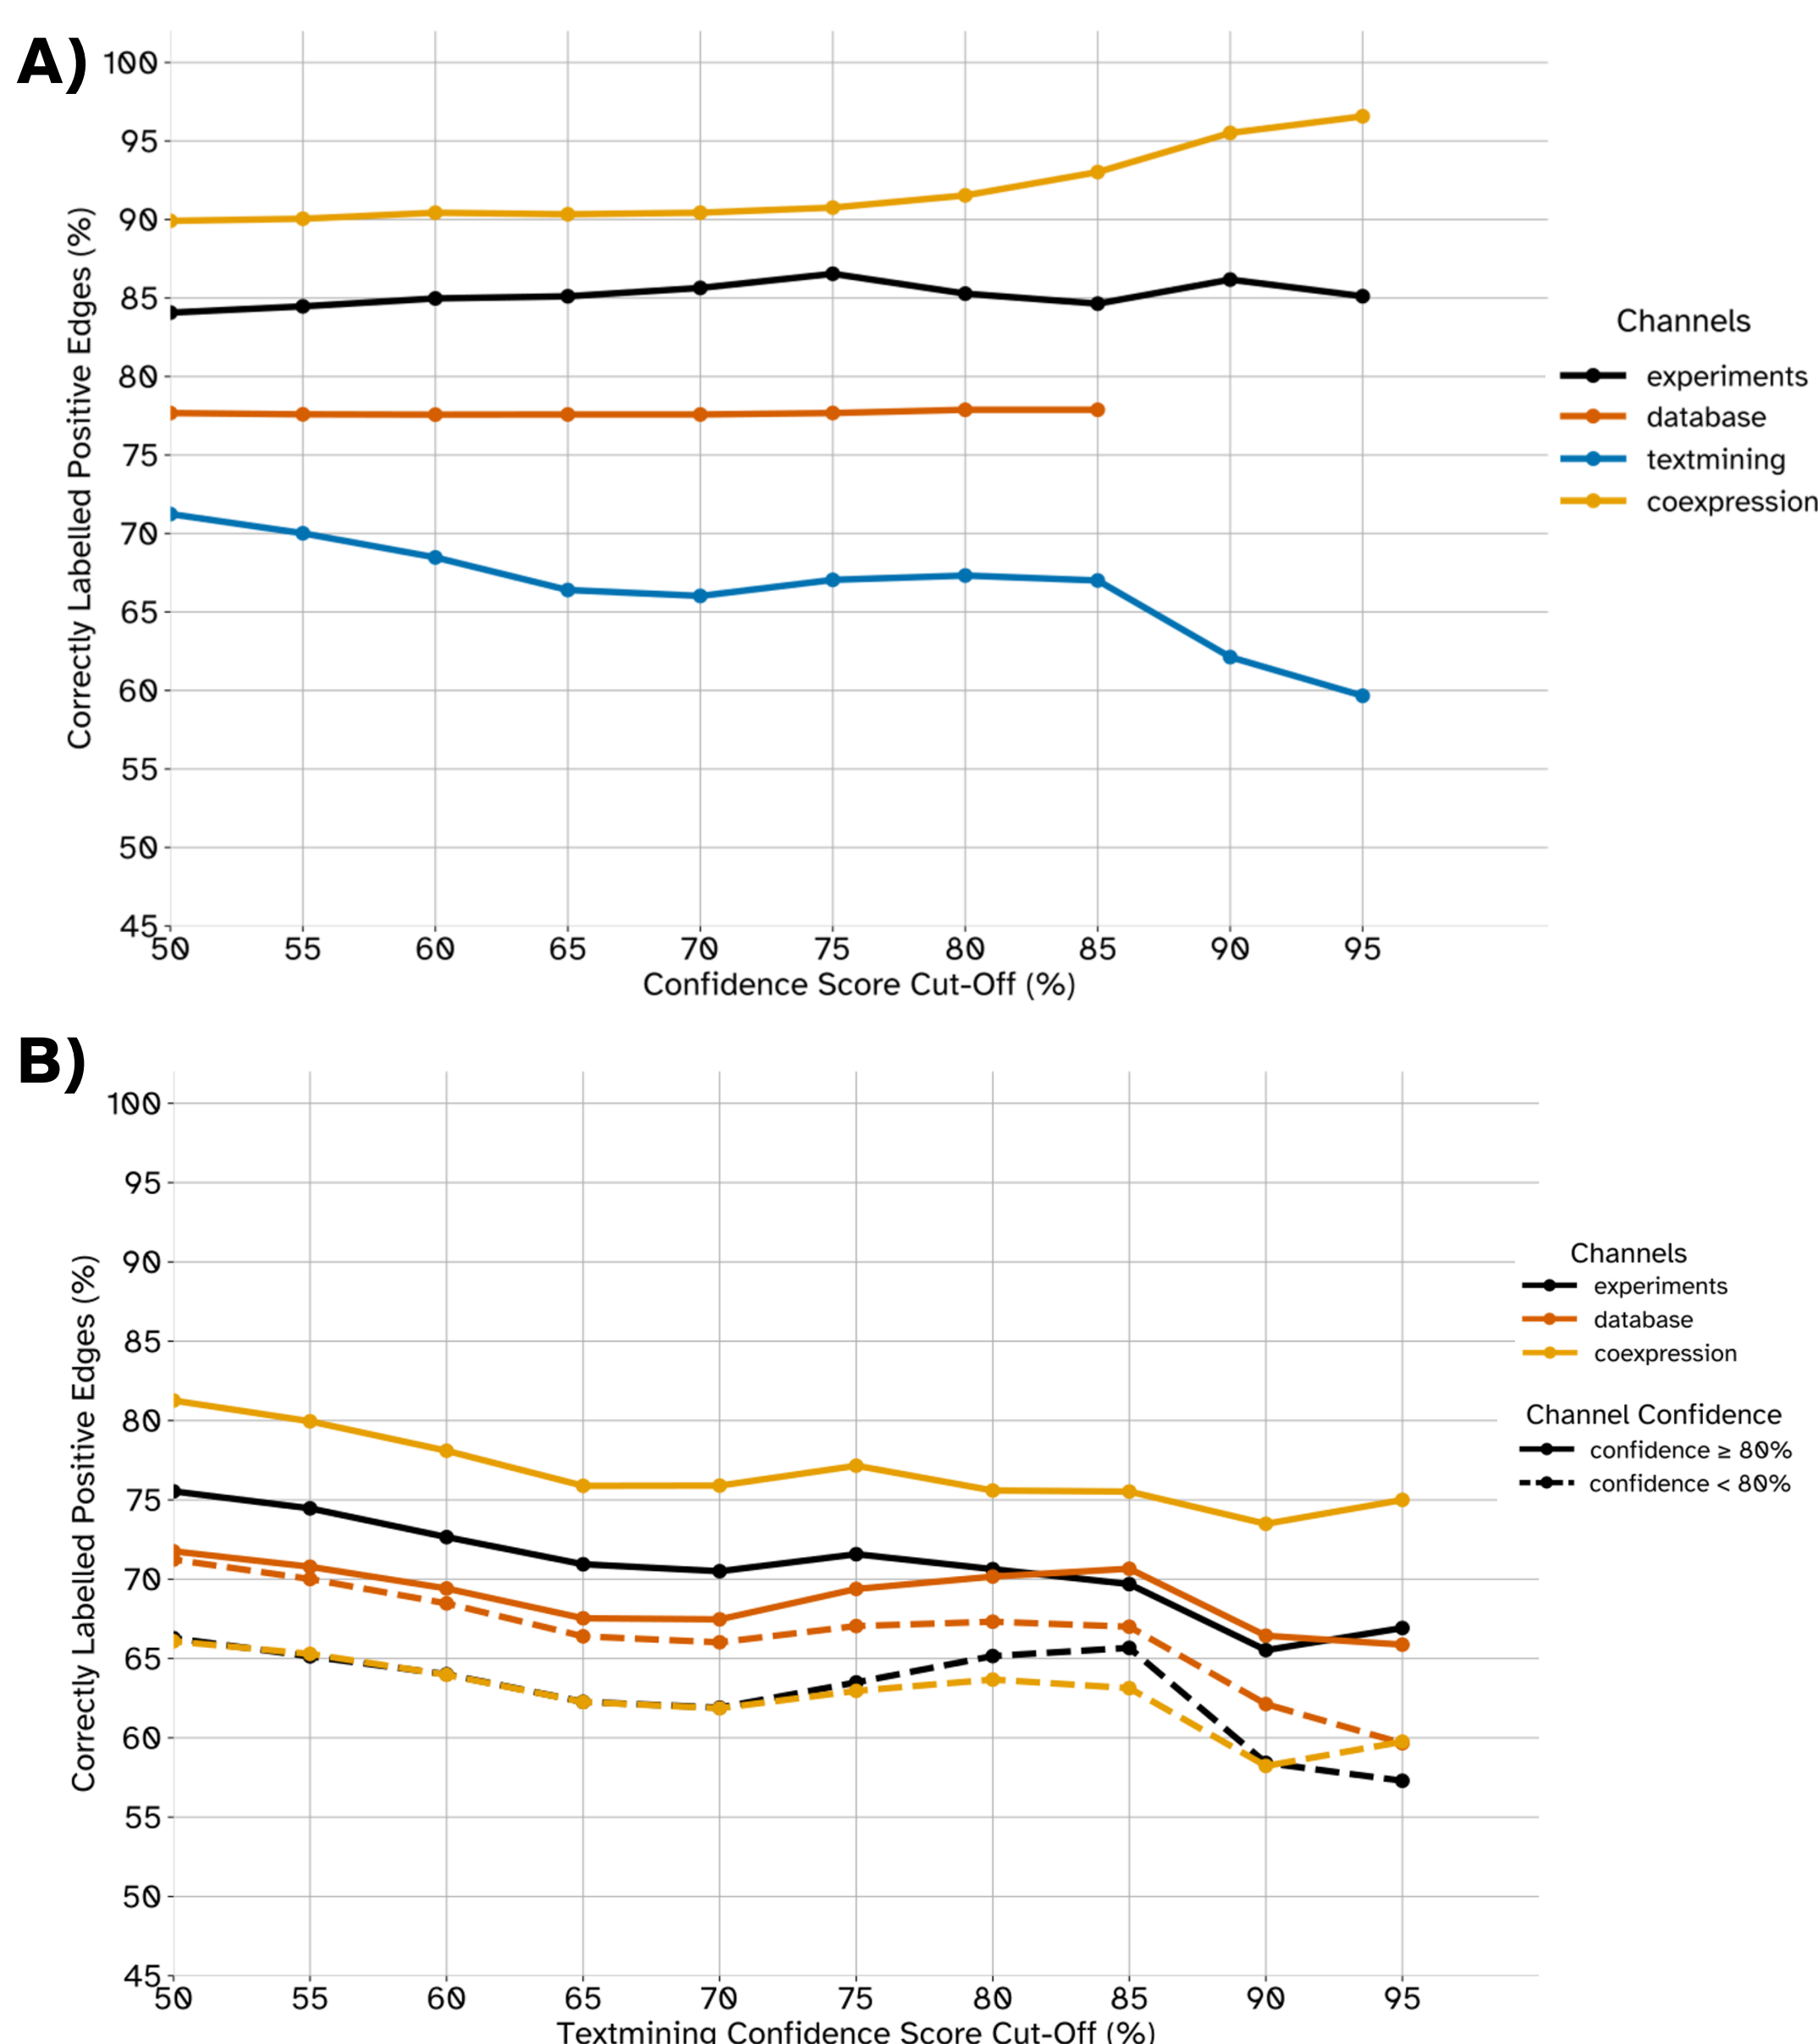 A)
100
95
90
85
80
75
70
65
60
55
50
45
Correctly Labelled Positive Edges (%)
50 55 60 65 70 75 80 85 90 95
Confidence Score Cut-Off (%)
Channels
experiments
database
textmining
coexpression
B)
100
95
90
85
80
75
70
65
60
55
50
45
Correctly Labelled Positive Edges (%)
50 55 60 65 70 75 80 85 90 95
Textmining Confidence Score Cut-Off (%)
Channels
experiments
database
coexpression
Channel Confidence
confidence ≥ 80%
confidence < 80%